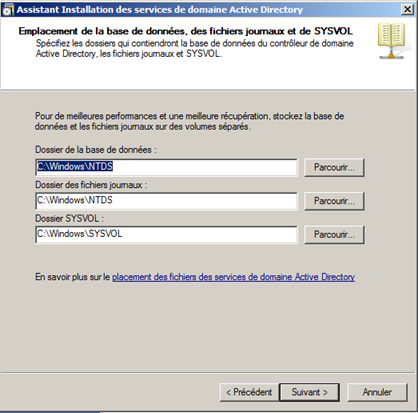 Assistant Installation des services de domaine Active Directory
Emplacement de la base de données, des fichiers journaux et de SYSVOL
Spécifiez les dossiers qui contiendront la base de données du contrôleur de domaine
Active Directory, les fichiers journaux et SYSVOL.
Pour de meilleures performances et une meilleure récupération, stockez la base de
données et les fichiers journaux sur des volumes séparés.
Dossier de la base de données :
C:\Windows\NTDS
Parcourir...
Dossier des fichiers journaux :
C:\Windows\NTDS
Parcourir...
Dossier SYSVOL :
C:\Windows\SYSVOL
Parcourir...
En savoir plus sur le placement des fichiers des services de domaine Active Directory
< Précédent
Suivant >
Annuler